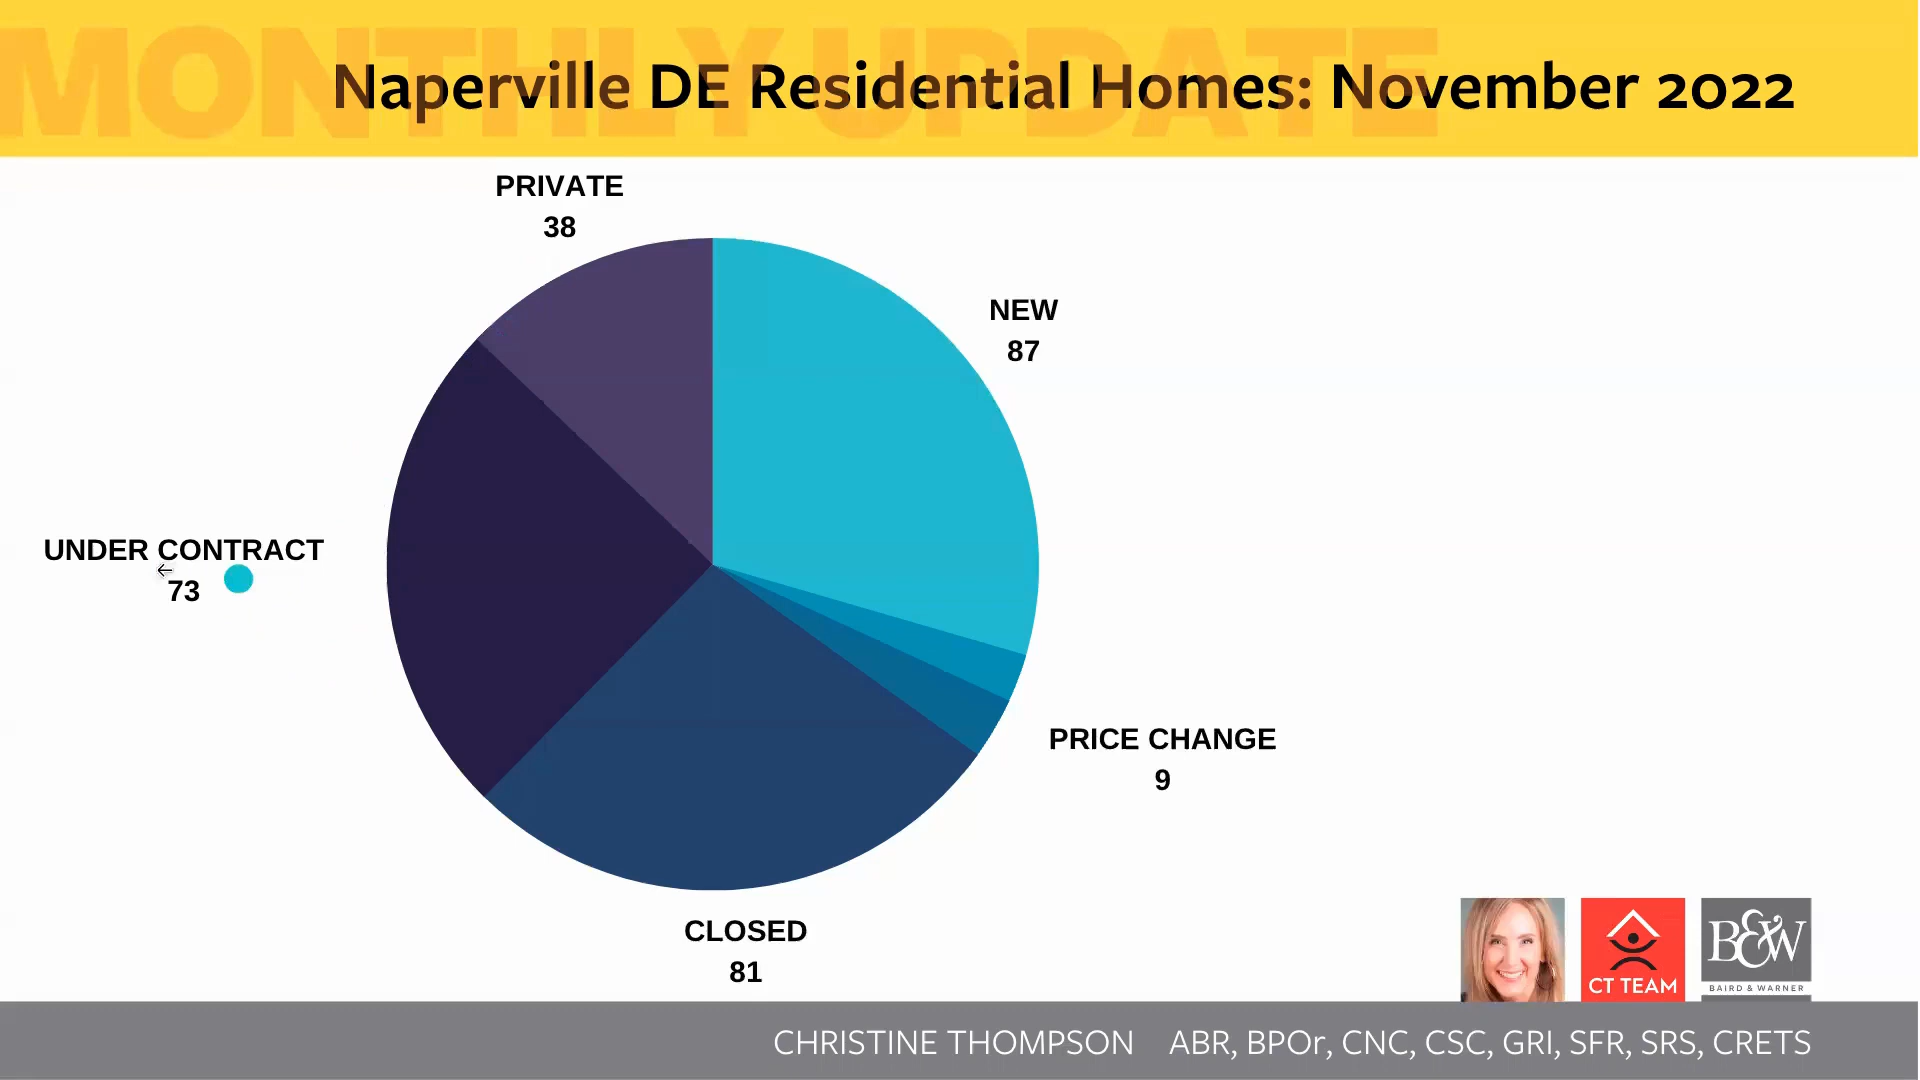 MONTHLY UPDATE
Naperville DE Residential Homes: November 2022
PRIVATE
38
NEW
87
UNDER CONTRACT
73
PRICE CHANGE
9
CLOSED
81
CT TEAM
B&W
BAIRD & WARNER
CHRISTINE THOMPSON ABR, BPOr, CNC, CSC, GRI, SFR, SRS, CRETS